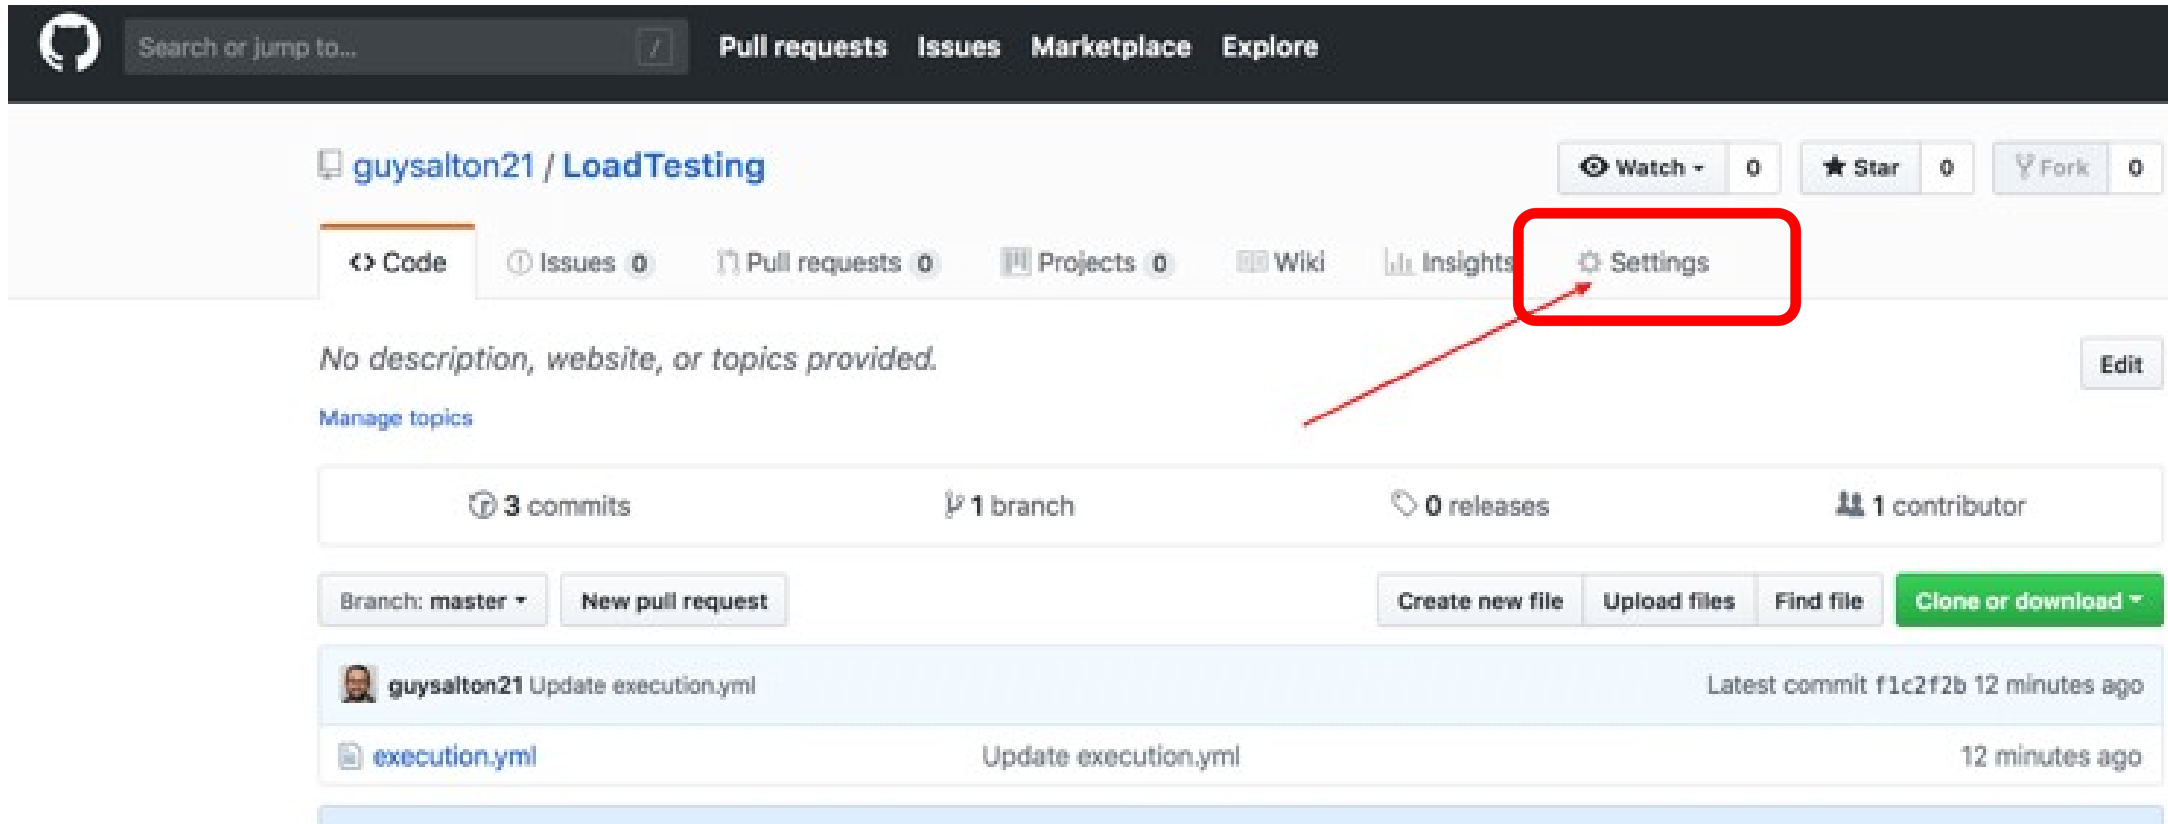 Search or jump to... / Pull requests Issues Marketplace Explore
guysalton21 / LoadTesting Watch 0 Star 0 Fork 0
<> Code Issues 0 Pull requests 0 Projects 0 Wiki Insights Settings
No description, website, or topics provided. Edit
Manage topics
3 commits 1 branch 0 releases 1 contributor
Branch: master New pull request Create new file Upload files Find file Clone or download
guysalton21 Update execution.yml Latest commit f1c2f2b 12 minutes ago
execution.yml Update execution.yml 12 minutes ago